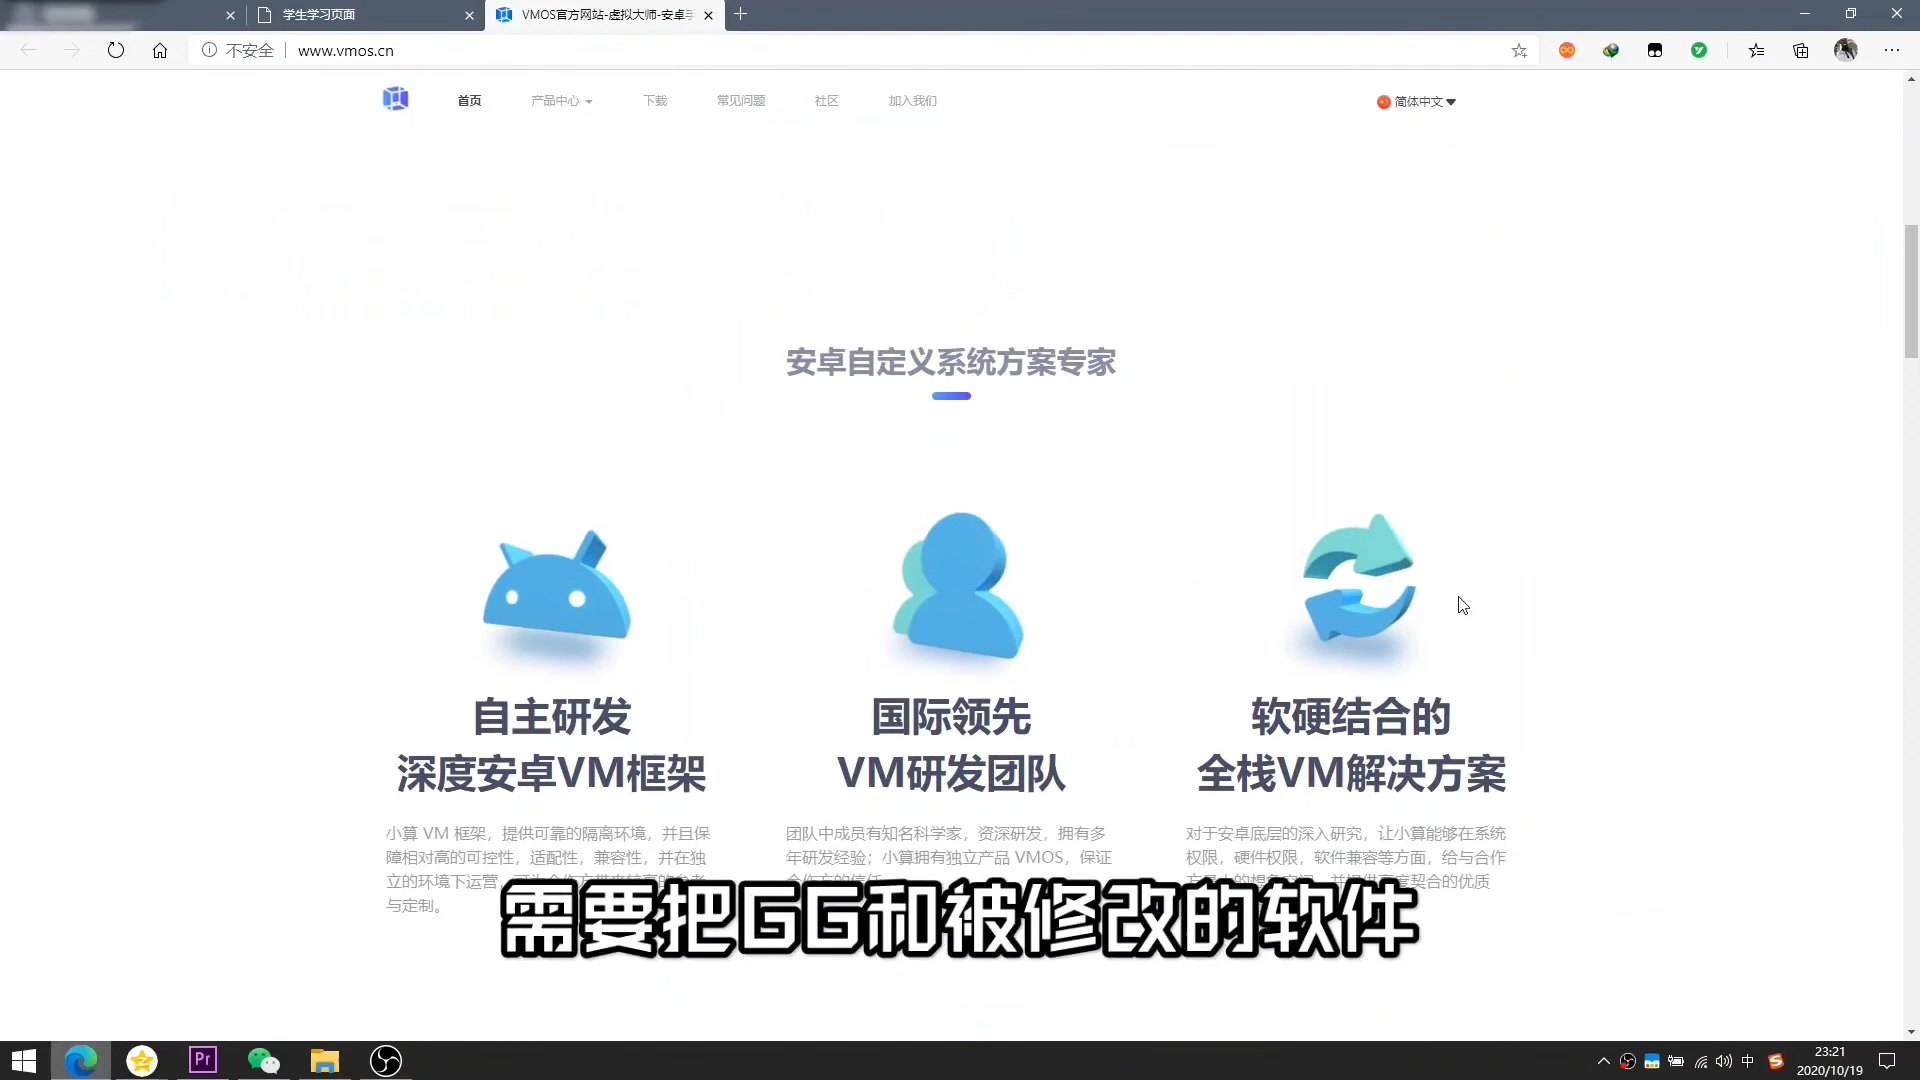 学生学习页面
VMOS官方网站-虚拟大师-安卓手
不安全
www.vmos.cn
首页
产品中心
下载
常见问题
社区
加入我们
简体中文
安卓自定义系统方案专家
自主研发
深度安卓VM框架
小算 VM 框架，提供可靠的隔离环境，并且保
障相对高的可控性，适配性，兼容性，并在独
立的环境下运营，
与定制。
国际领先
VM研发团队
团队中成员有知名科学家，资深研发，拥有多
年研发经验；小算拥有独立产品 VMOS，保证
软硬结合的
全栈VM解决方案
对于安卓底层的深入研究，让小算能够在系统
权限，硬件权限，软件兼容等方面，给与合作
需要把GG和被修改的软件
Pr
中
23:21
2020/10/19